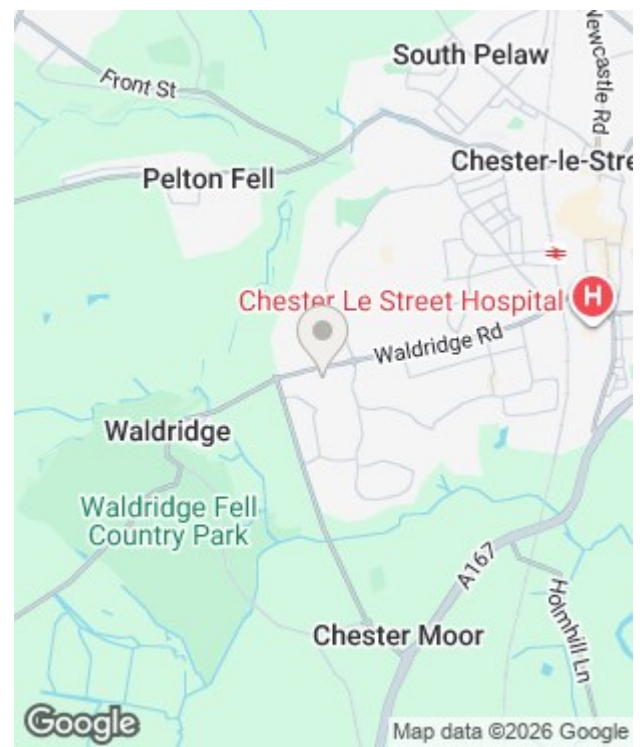 South Pelaw
Newcastle Rd
Front St
Chester-le-Stre
Pelton Fell
Chester Le Street Hospital
H
Waldridge Rd
Waldridge
Waldridge Fell
Country Park
A167
Holmhill Ln
Chester Moor
Google
Map data ©2026 Google